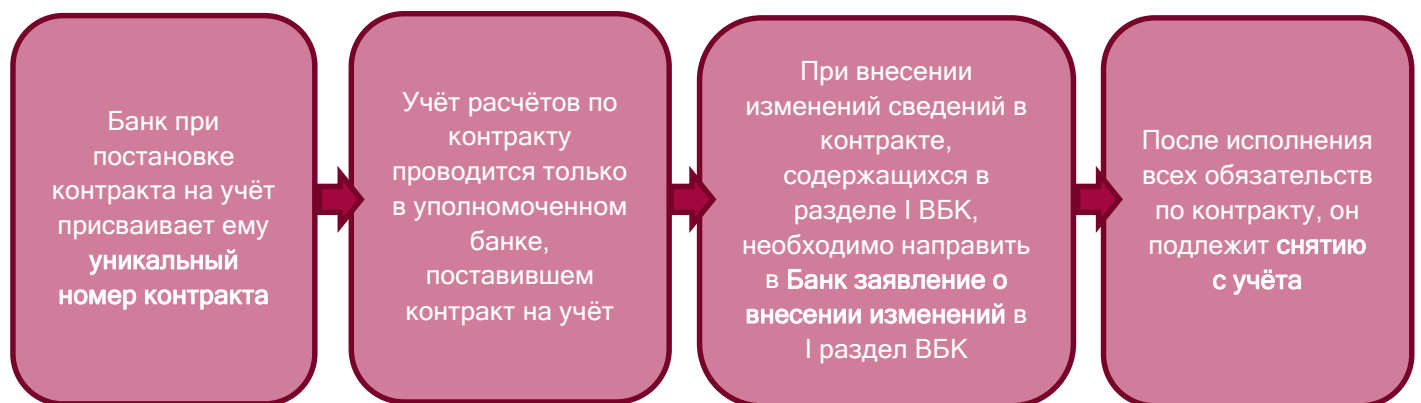 Банк при
постановке
контракта на учёт
присваивает ему
уникальный
номер контракта
Учёт расчётов по
контракту
проводится только
в уполномоченном
банке,
поставившем
контракт на учёт
При внесении
изменений сведений в
контракте,
содержащихся в
разделе I ВБК,
необходимо направить
в Банк заявление о
внесении изменений в
I раздел ВБК
После исполнения
всех обязательств
по контракту, он
подлежит снятию
с учёта